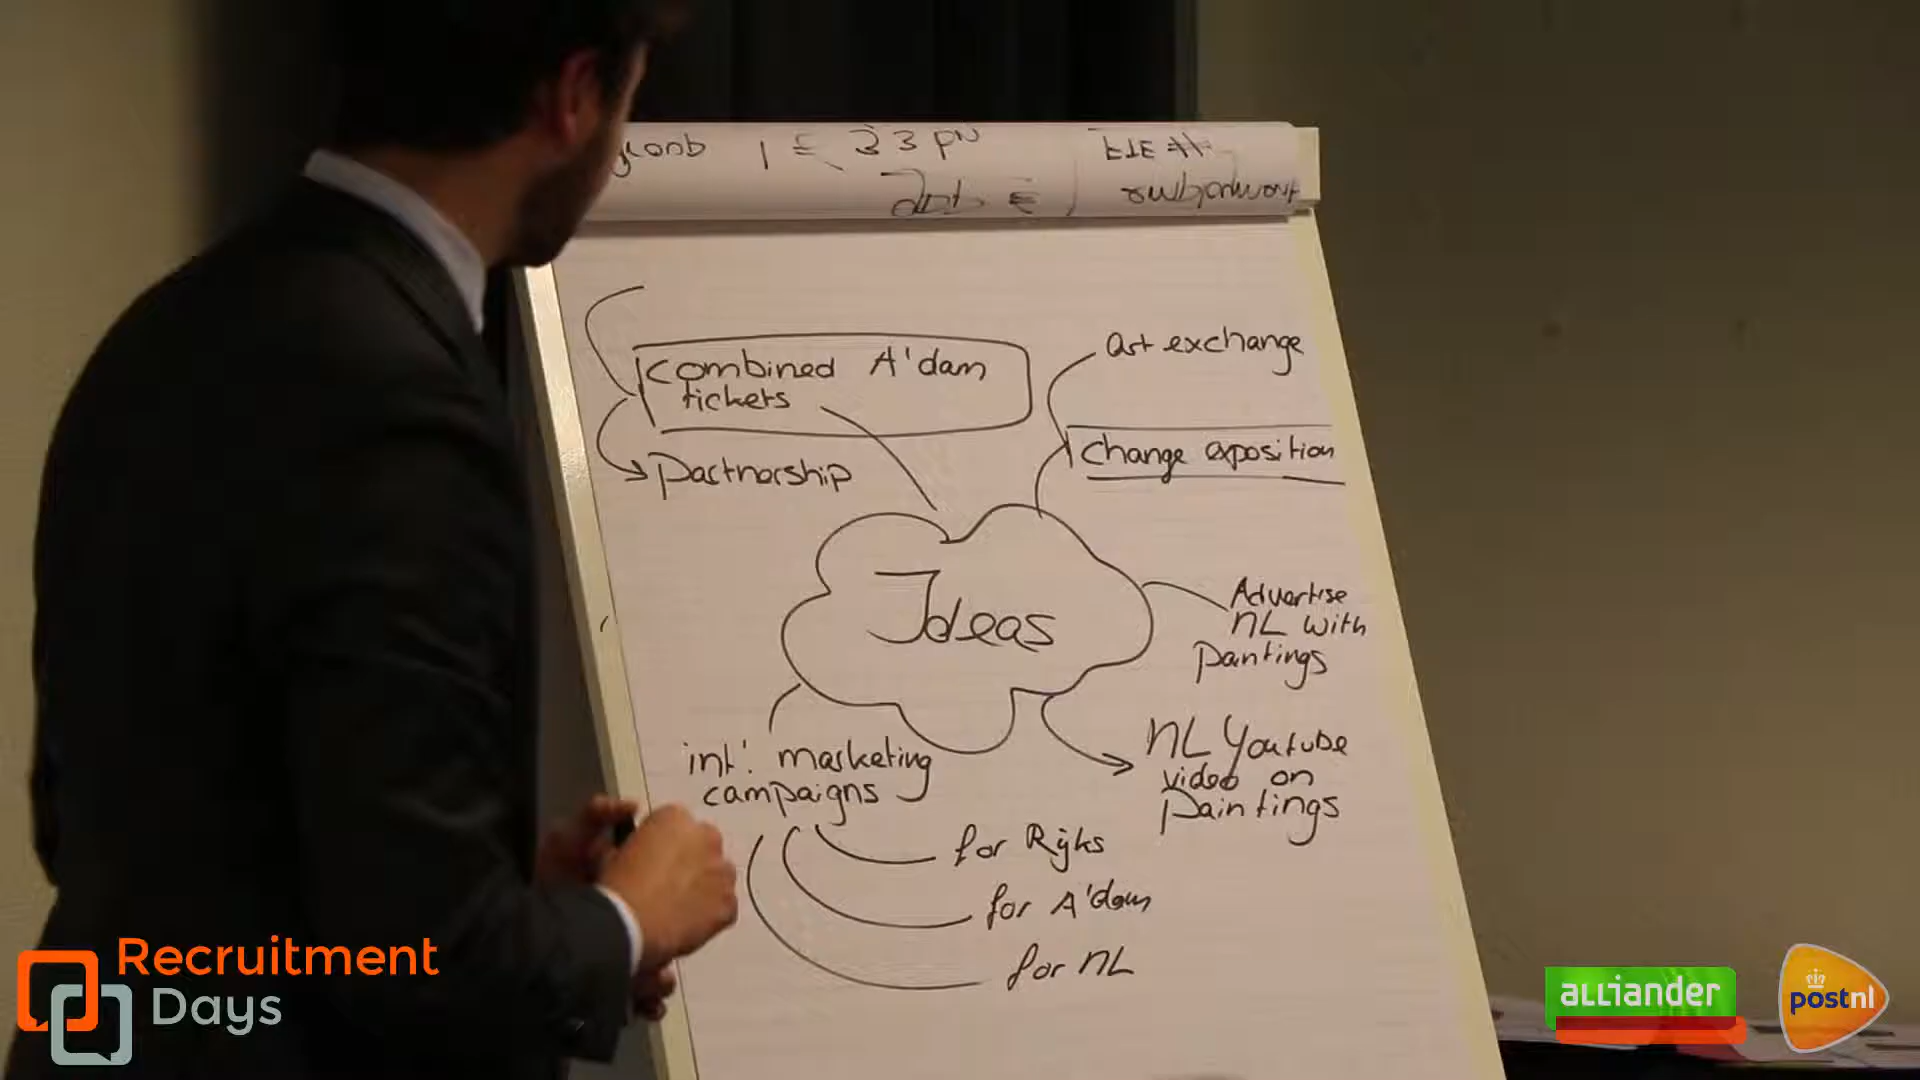 combined A'dam
tickets
Partnership
art exchange
change exposition
Ideas
Advertise
NL with
pantings
NL Youtube
video on
Paintings
int. marketing
campaigns
for Rijks
for A'dam
for NL
Recruitment
Days
alliander
postnl